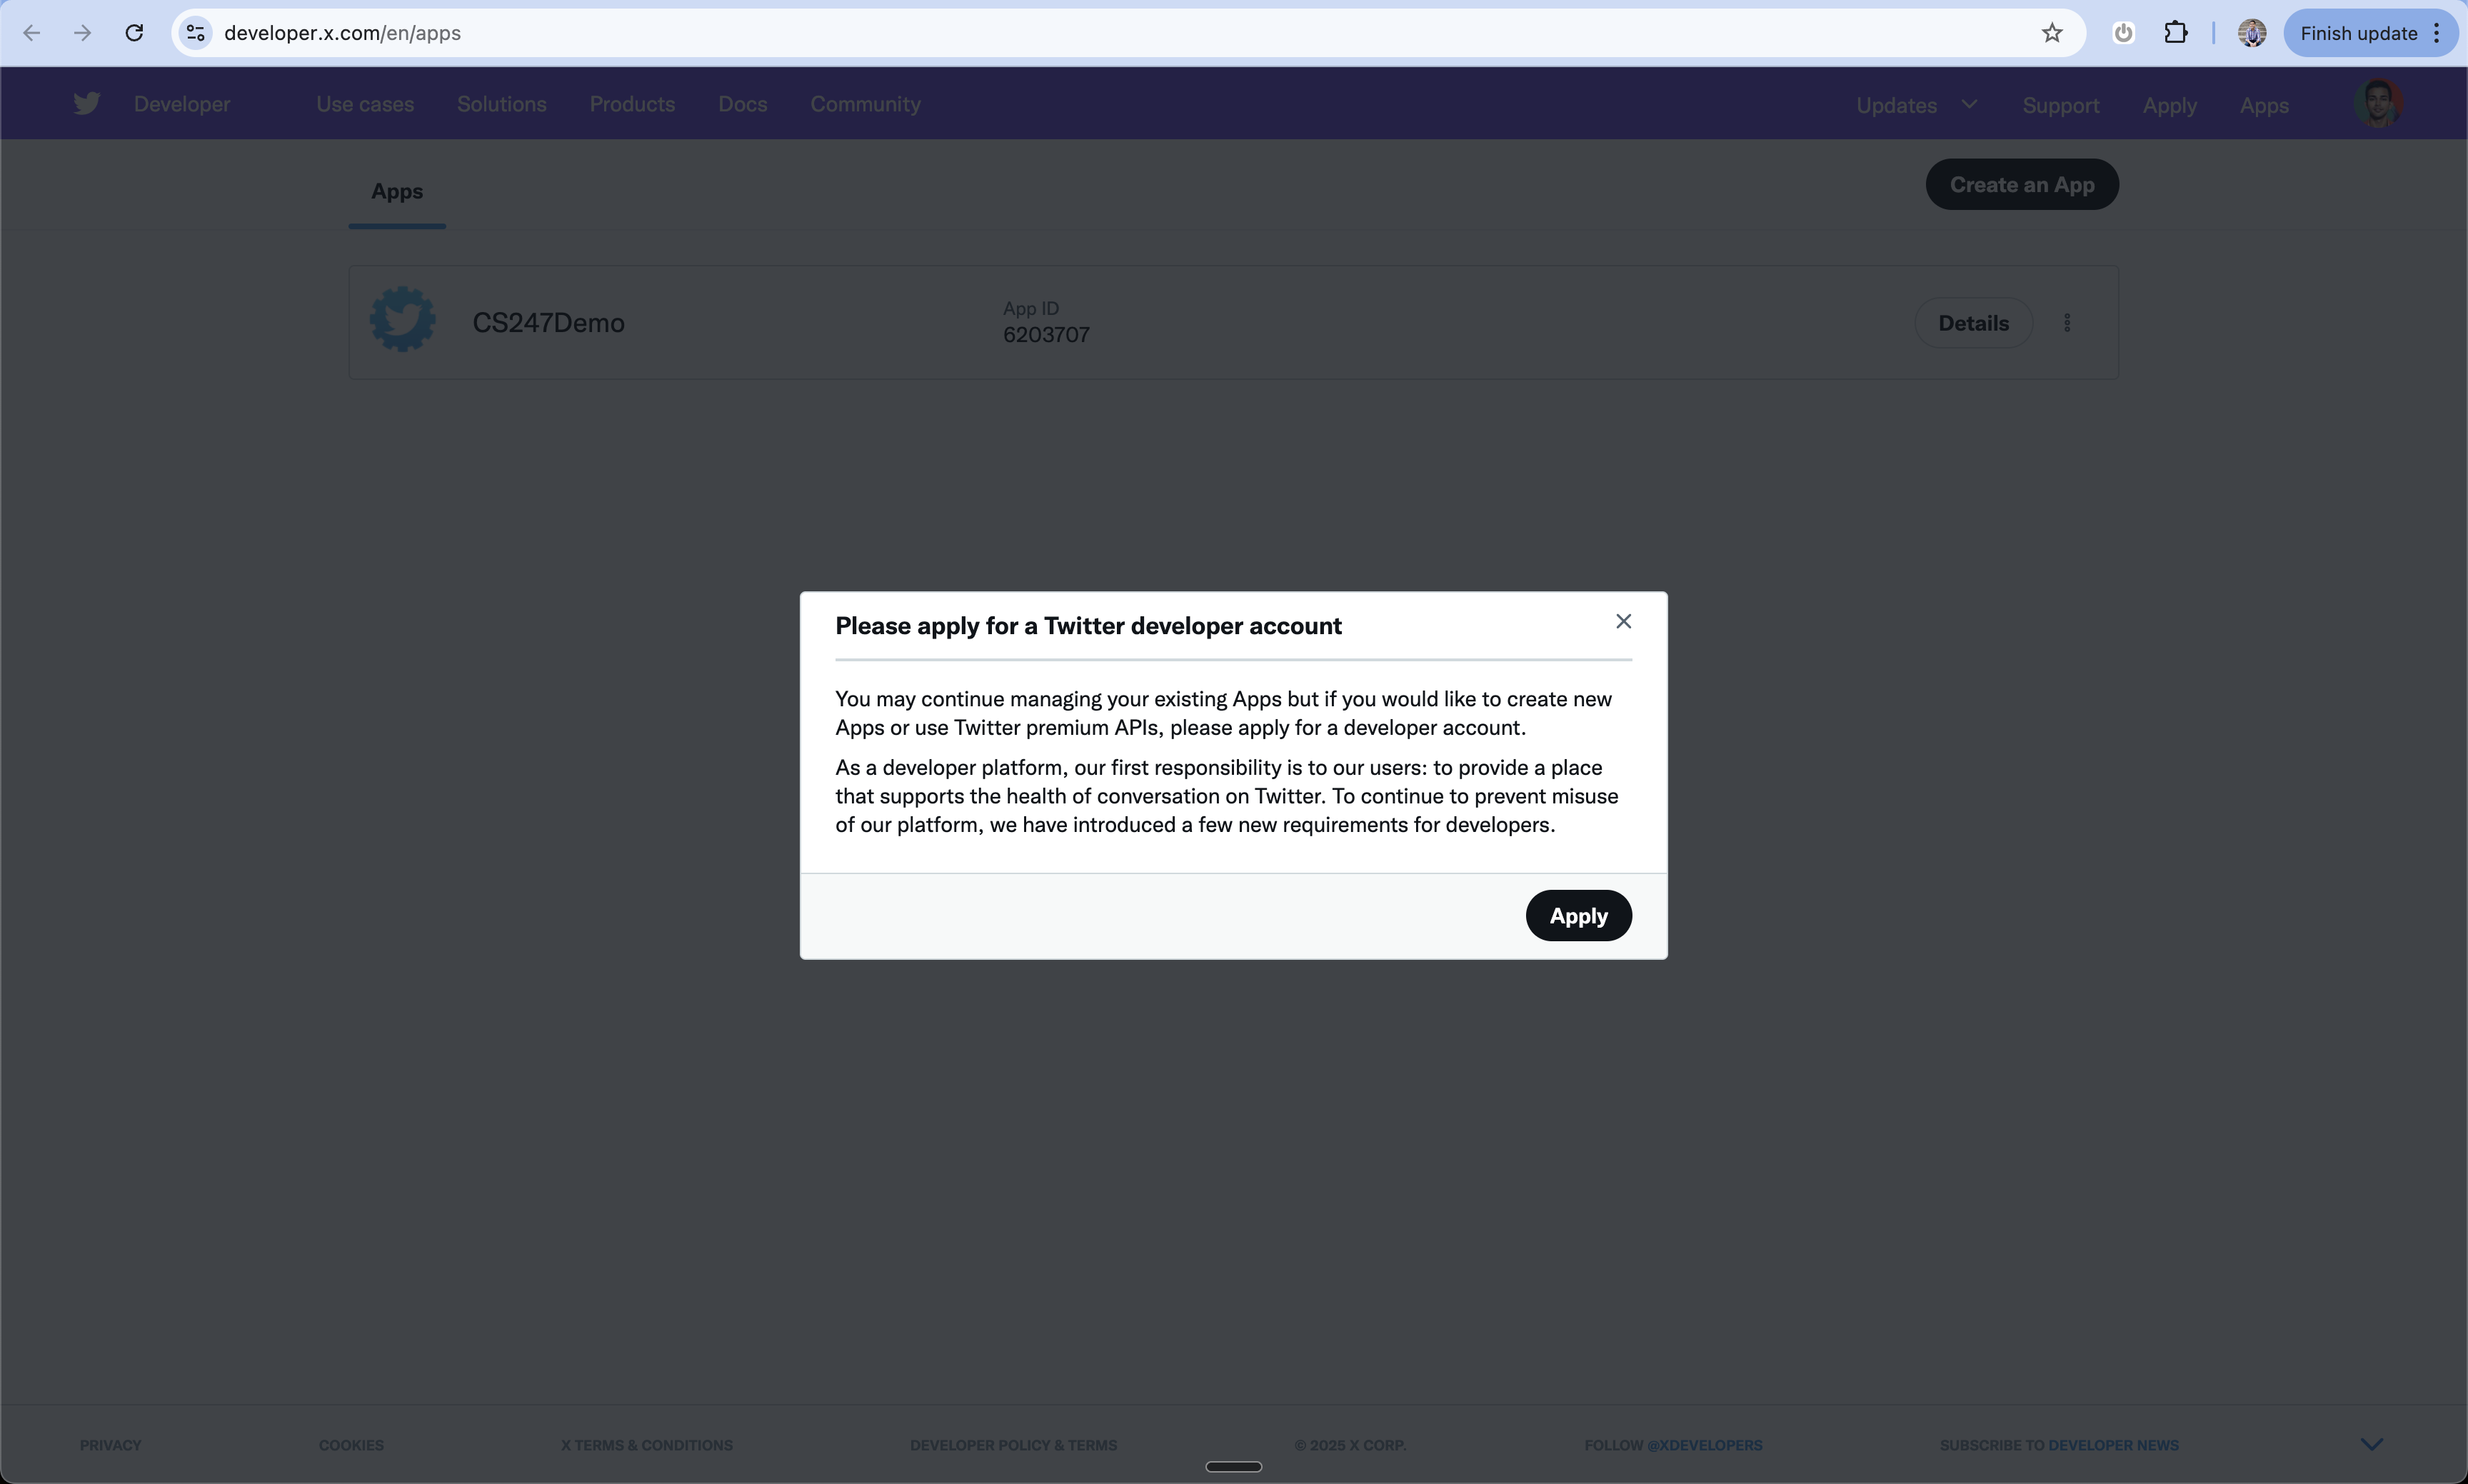 developer.x.com/en/apps
Finish update
Developer Use cases Solutions Products Docs Community Updates Support Apply Apps
Apps
Create an App
CS247Demo
App ID
6203707
Details
Please apply for a Twitter developer account
You may continue managing your existing Apps but if you would like to create new
Apps or use Twitter premium APIs, please apply for a developer account.
As a developer platform, our first responsibility is to our users: to provide a place
that supports the health of conversation on Twitter. To continue to prevent misuse
of our platform, we have introduced a few new requirements for developers.
Apply
PRIVACY COOKIES X TERMS & CONDITIONS DEVELOPER POLICY & TERMS © 2025 X CORP. FOLLOW @XDEVELOPERS SUBSCRIBE TO DEVELOPER NEWS